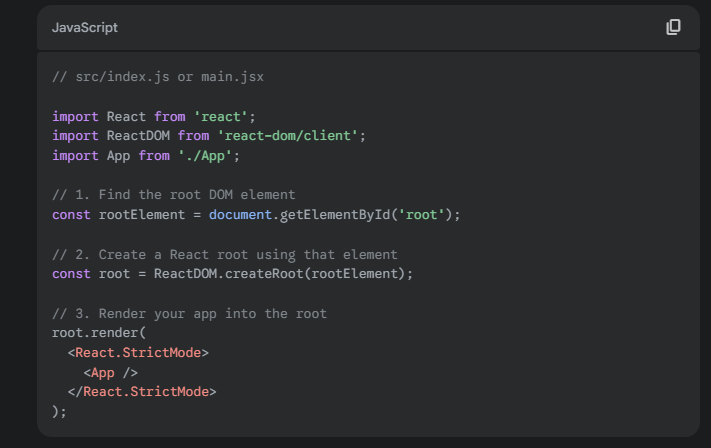 JavaScript
// src/index.js or main.jsx
import React from 'react';
import ReactDOM from 'react-dom/client';
import App from './App';
// 1. Find the root DOM element
const rootElement = document.getElementById('root');
// 2. Create a React root using that element
const root = ReactDOM.createRoot(rootElement);
// 3. Render your app into the root
root.render(
  <React.StrictMode>
    <App />
  </React.StrictMode>
);